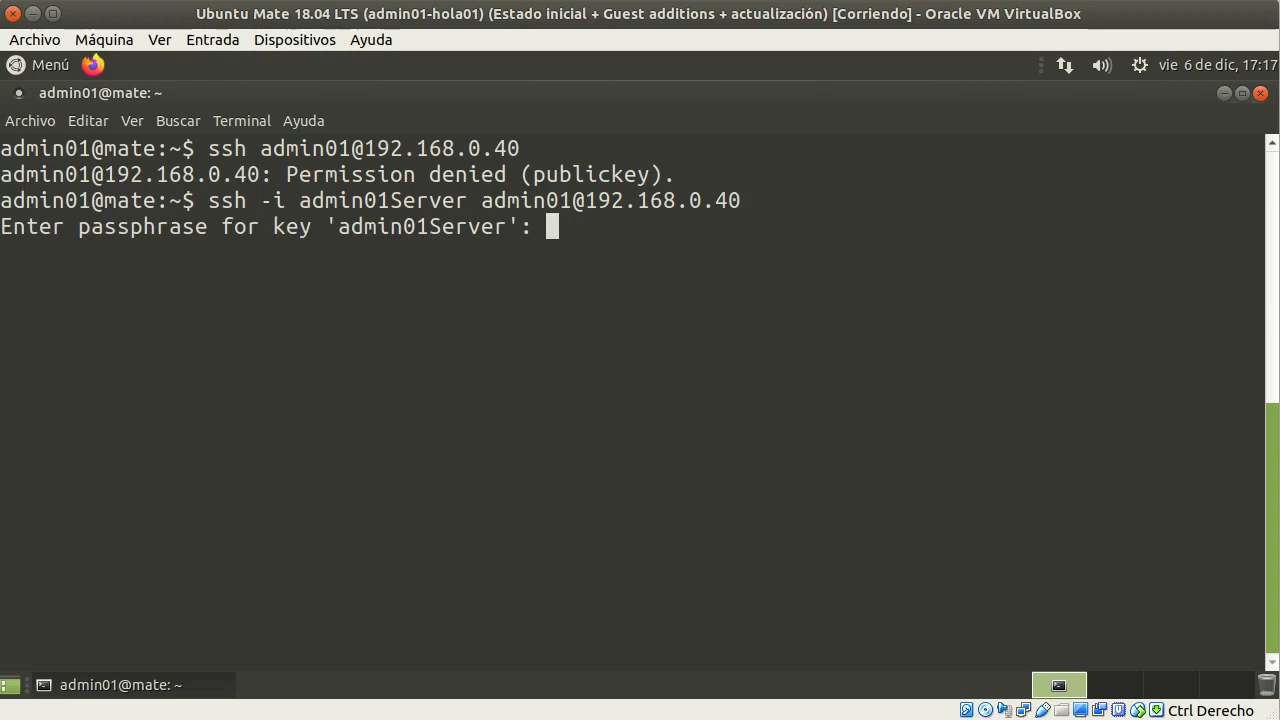 Ubuntu Mate 18.04 LTS (admin01-hola01) (Estado inicial + Guest additions + actualización) [Corriendo] - Oracle VM VirtualBox
Archivo Máquina Ver Entrada Dispositivos Ayuda
Menú vie 6 de dic, 17:17
admin01@mate: ~
Archivo Editar Ver Buscar Terminal Ayuda
admin01@mate:~$ ssh admin01@192.168.0.40
admin01@192.168.0.40: Permission denied (publickey).
admin01@mate:~$ ssh -i admin01Server admin01@192.168.0.40
Enter passphrase for key 'admin01Server':
admin01@mate: ~
Ctrl Derecho